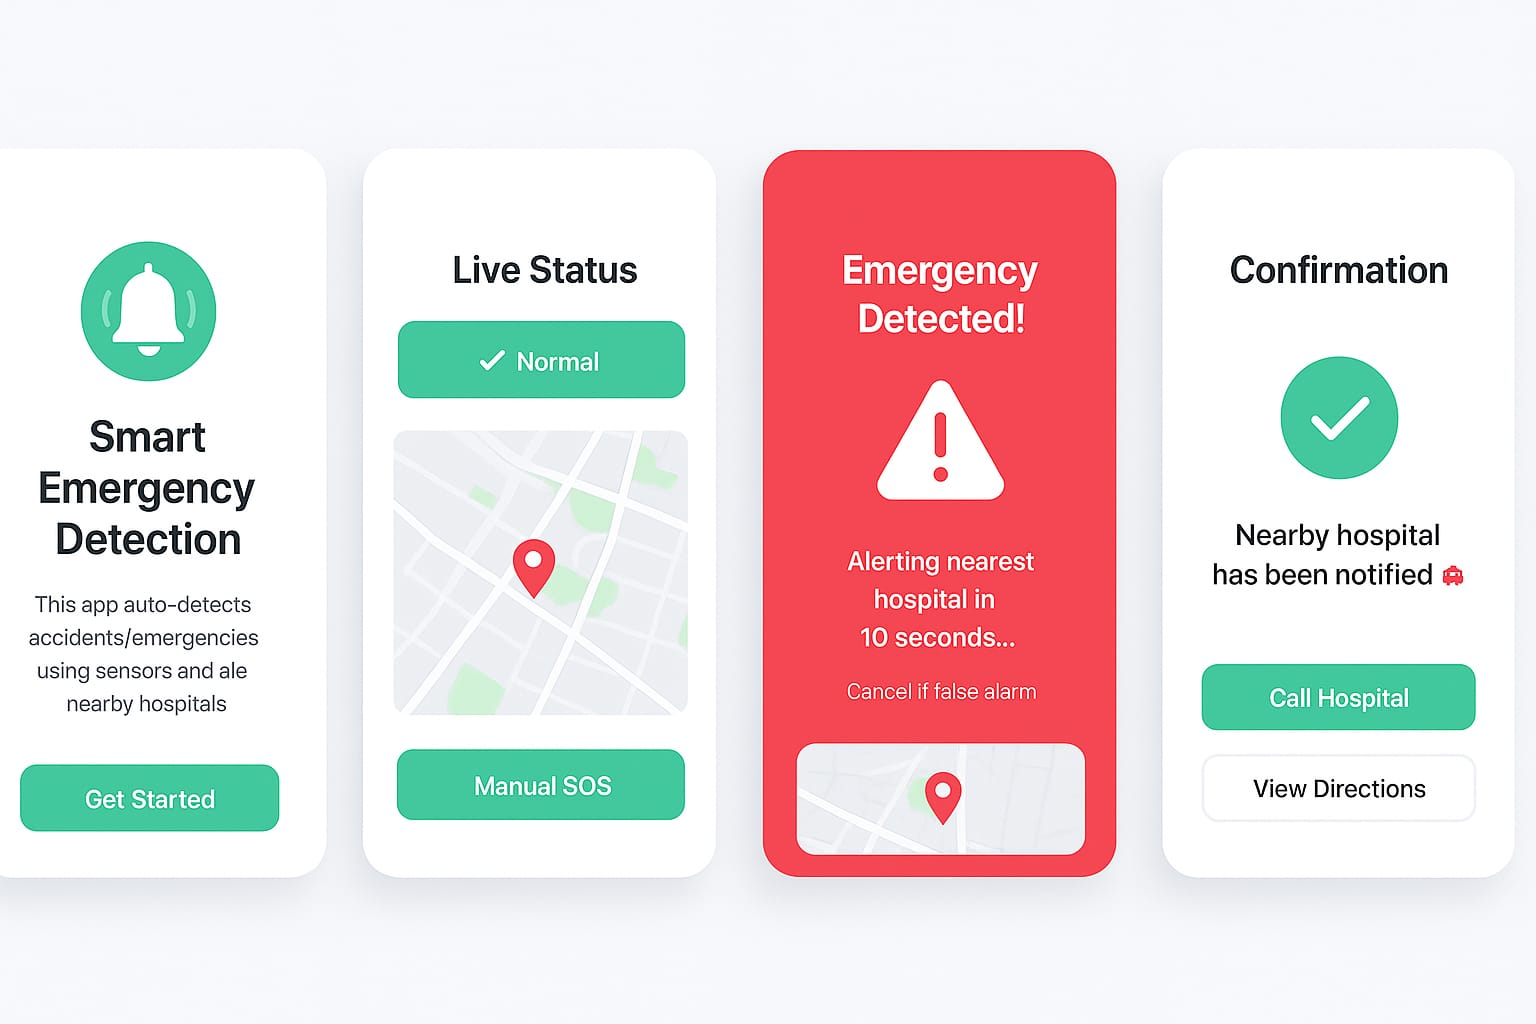 Smart
Emergency
Detection
This app auto-detects
accidents/emergencies
using sensors and ale
nearby hospitals
Get Started
Live Status
Normal
Manual SOS
Emergency
Detected!
Alerting nearest
hospital in
10 seconds...
Cancel if false alarm
Confirmation
Nearby hospital
has been notified
Call Hospital
View Directions